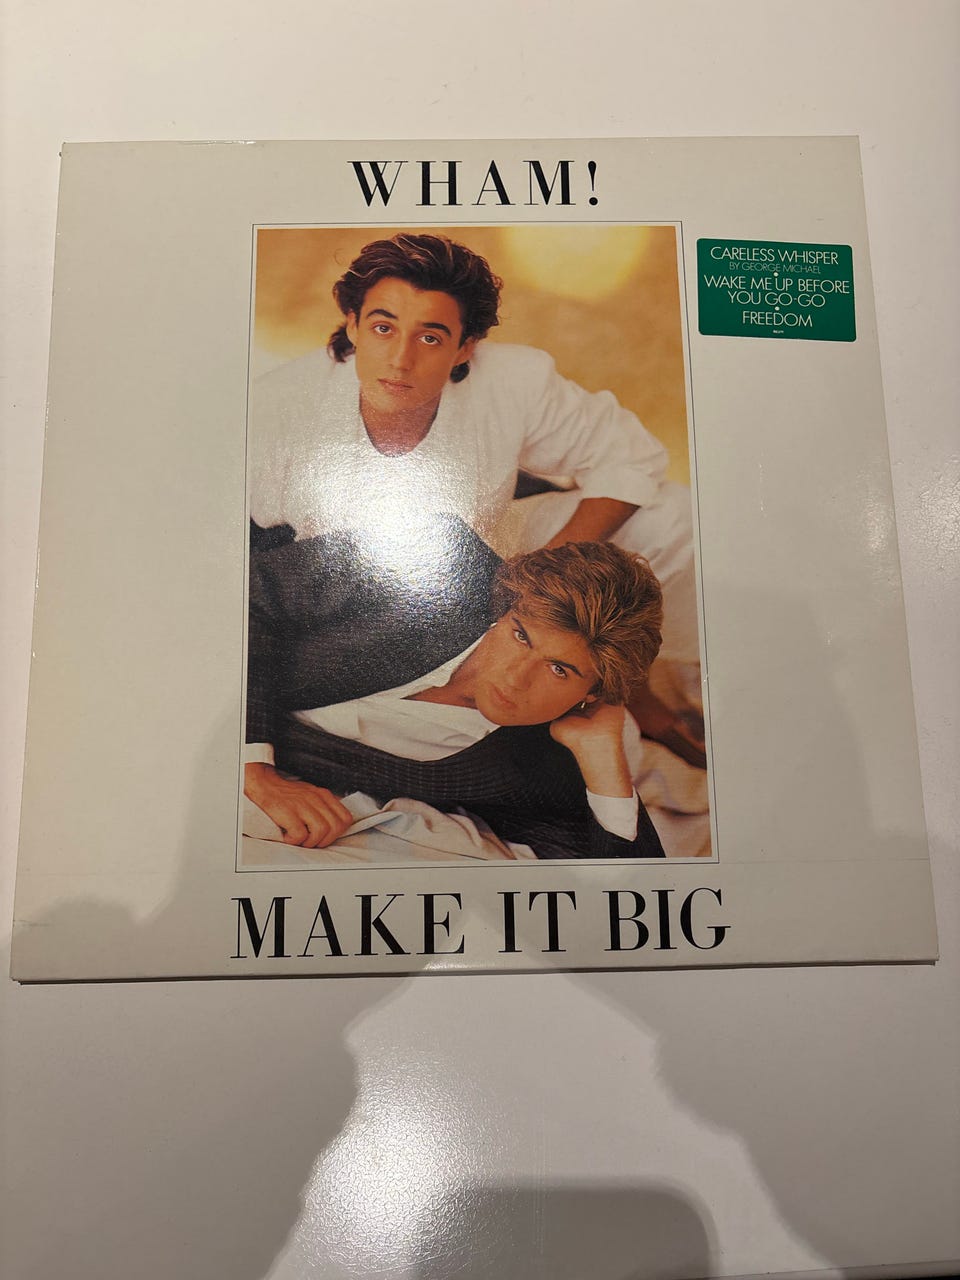 WHAM!
CARELESS WHISPER
BY GEORGE MICHAEL
WAKE ME UP BEFORE
YOU GO-GO
FREEDOM
MAKE IT BIG